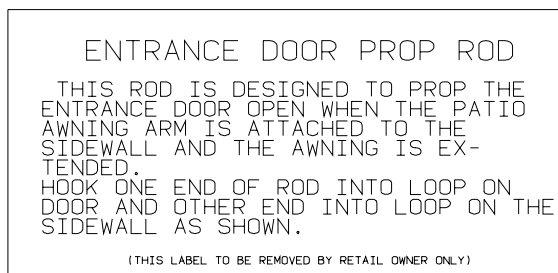 ENTRANCE DOOR PROP ROD
THIS ROD IS DESIGNED TO PROP THE
ENTRANCE DOOR OPEN WHEN THE PATIO
AWNING ARM IS ATTACHED TO THE
SIDEWALL AND THE AWNING IS EX-
TENDED.
HOOK ONE END OF ROD INTO LOOP ON
DOOR AND OTHER END INTO LOOP ON THE
SIDEWALL AS SHOWN.
(THIS LABEL TO BE REMOVED BY RETAIL OWNER ONLY)